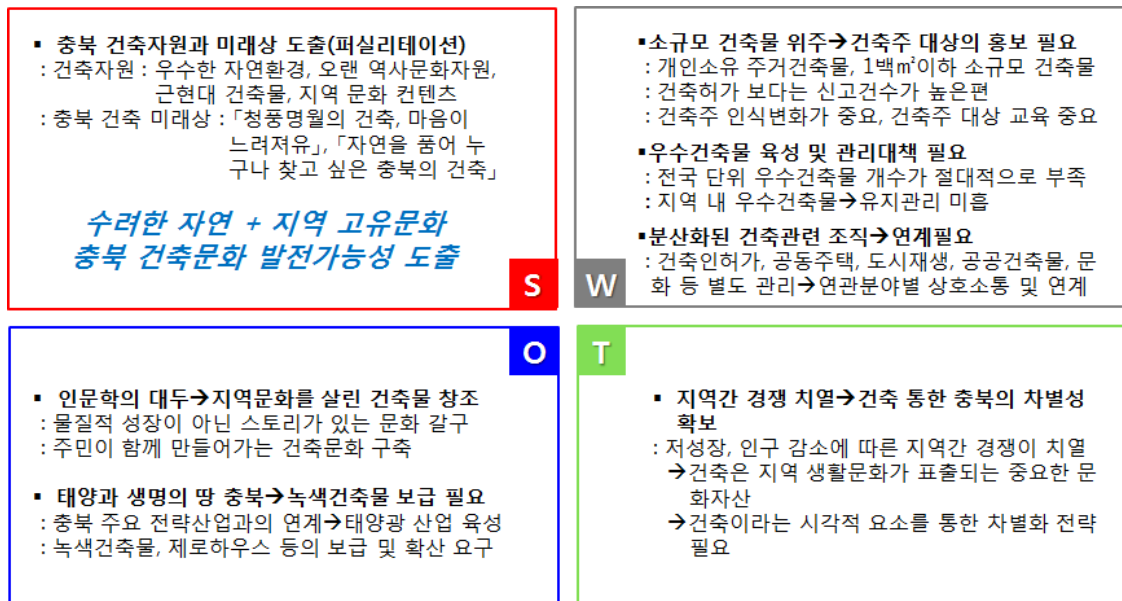 ▪ 충북 건축자원과 미래상 도출(퍼실리테이션)
: 건축자원 : 우수한 자연환경, 오랜 역사문화자원,
근현대 건축물, 지역 문화 컨텐츠
: 충북 건축 미래상 : 「청풍명월의 건축, 마음이
느려져유」, 「자연을 품어 누
구나 찾고 싶은 충북의 건축」
수려한 자연 + 지역 고유문화
충북 건축문화 발전가능성 도출
S
▪소규모 건축물 위주→건축주 대상의 홍보 필요
: 개인소유 주거건축물, 1백㎡이하 소규모 건축물
: 건축허가 보다는 신고건수가 높은편
: 건축주 인식변화가 중요, 건축주 대상 교육 중요
▪우수건축물 육성 및 관리대책 필요
: 전국 단위 우수건축물 개수가 절대적으로 부족
: 지역 내 우수건축물→유지관리 미흡
▪분산화된 건축관련 조직→연계필요
: 건축인허가, 공동주택, 도시재생, 공공건축물, 문
화 등 별도 관리→연관분야별 상호소통 및 연계
W
O
▪ 인문학의 대두→지역문화를 살린 건축물 창조
: 물질적 성장이 아닌 스토리가 있는 문화 갈구
: 주민이 함께 만들어가는 건축문화 구축
▪ 태양과 생명의 땅 충북→녹색건축물 보급 필요
: 충북 주요 전략산업과의 연계→태양광 산업 육성
: 녹색건축물, 제로하우스 등의 보급 및 확산 요구
T
▪ 지역간 경쟁 치열→건축 통한 충북의 차별성
확보
: 저성장, 인구 감소에 따른 지역간 경쟁이 치열
→건축은 지역 생활문화가 표출되는 중요한 문
화자산
→건축이라는 시각적 요소를 통한 차별화 전략
필요